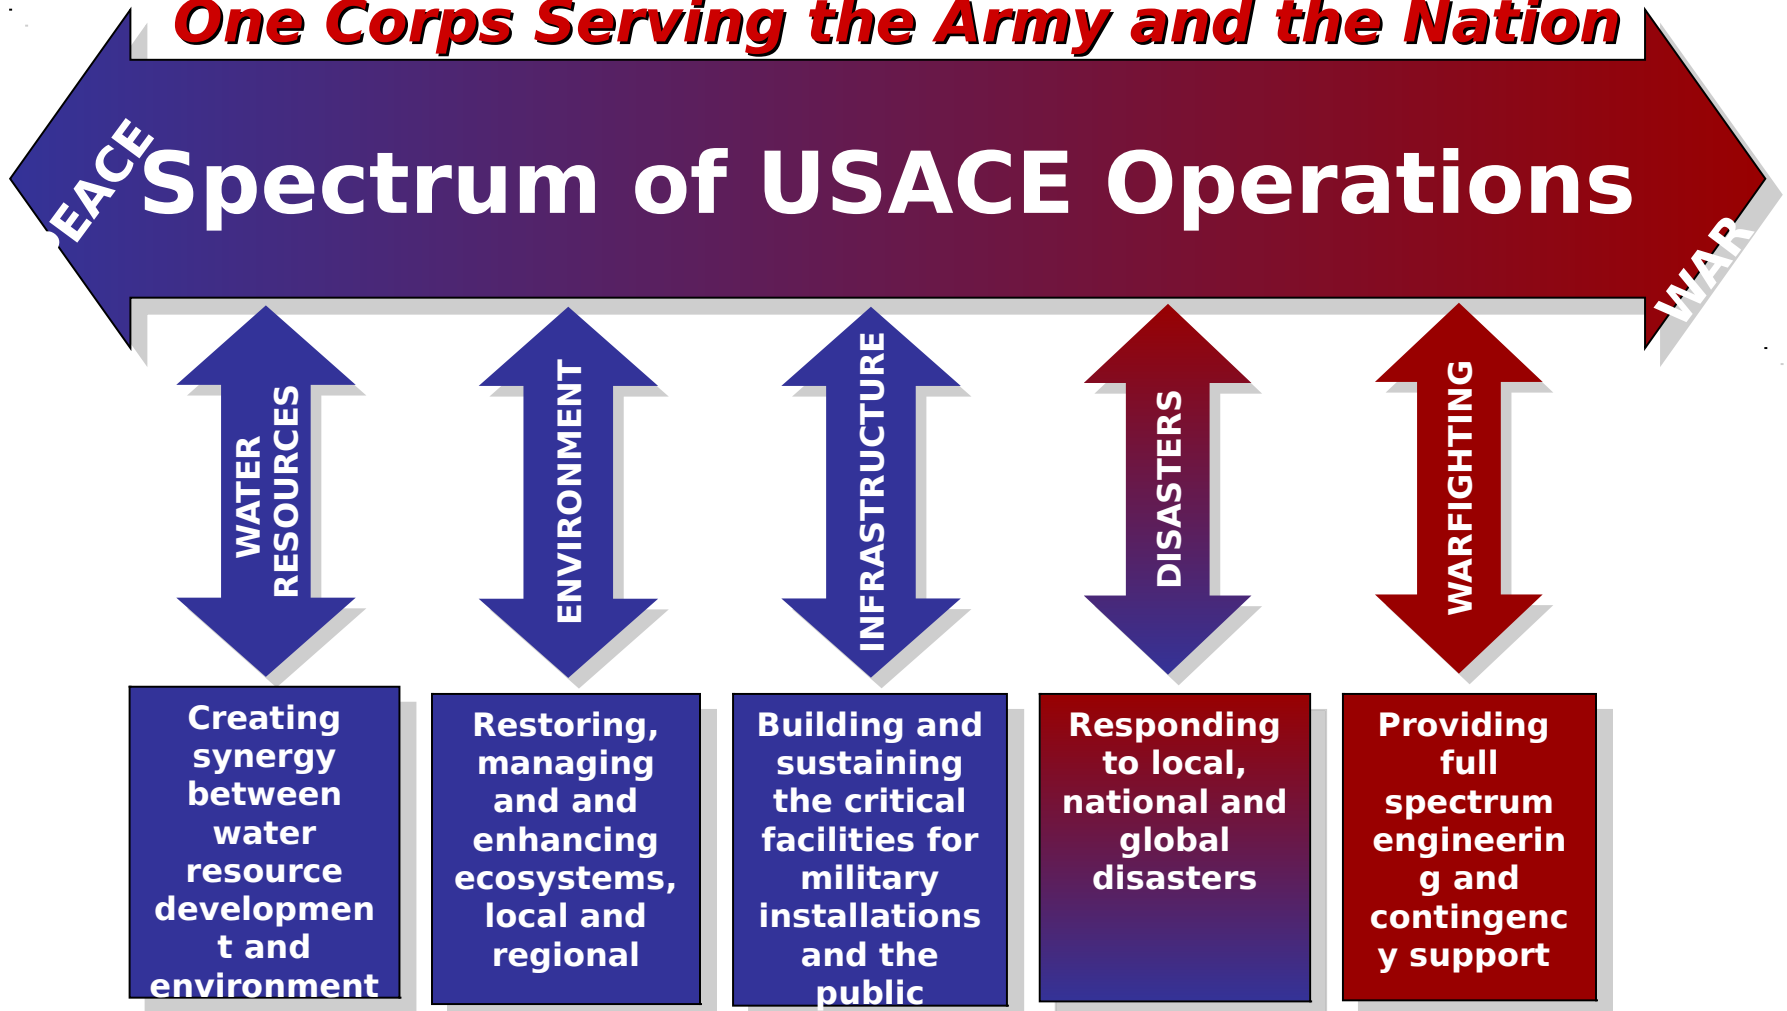 One Corps Serving the Army and the Nation
PEACE
Spectrum of USACE Operations
WAR
WATER
RESOURCES
ENVIRONMENT
INFRASTRUCTURE
DISASTERS
WARFIGHTING
Creating
synergy
between
water
resource
developmen
t and
environment
Restoring,
managing
and and
enhancing
ecosystems,
local and
regional
Building and
sustaining
the critical
facilities for
military
installations
and the
public
Responding
to local,
national and
global
disasters
Providing
full
spectrum
engineerin
g and
contingenc
y support